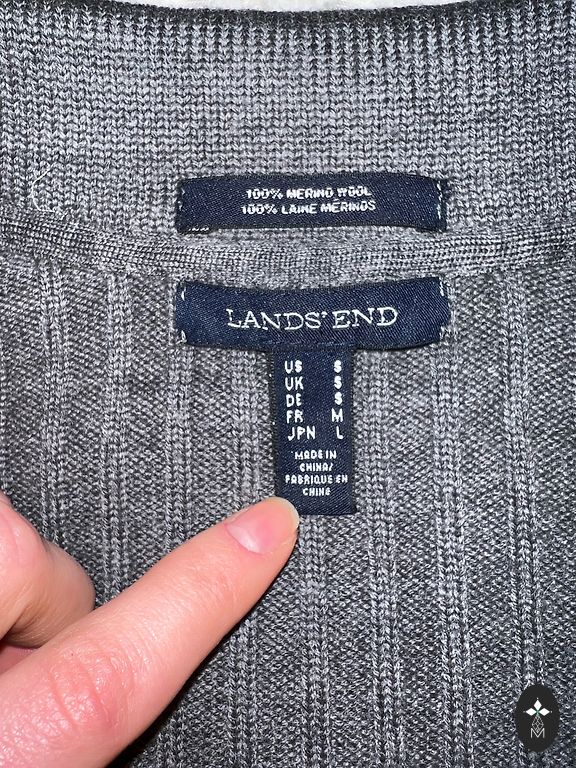 100% MERINO WOOL
100% LAINE MERINOS
LANDS' END
US S
UK S
DE S
FR M
JPN L
MADE IN
CHINA/
FABRIQUE EN
CHINE
M